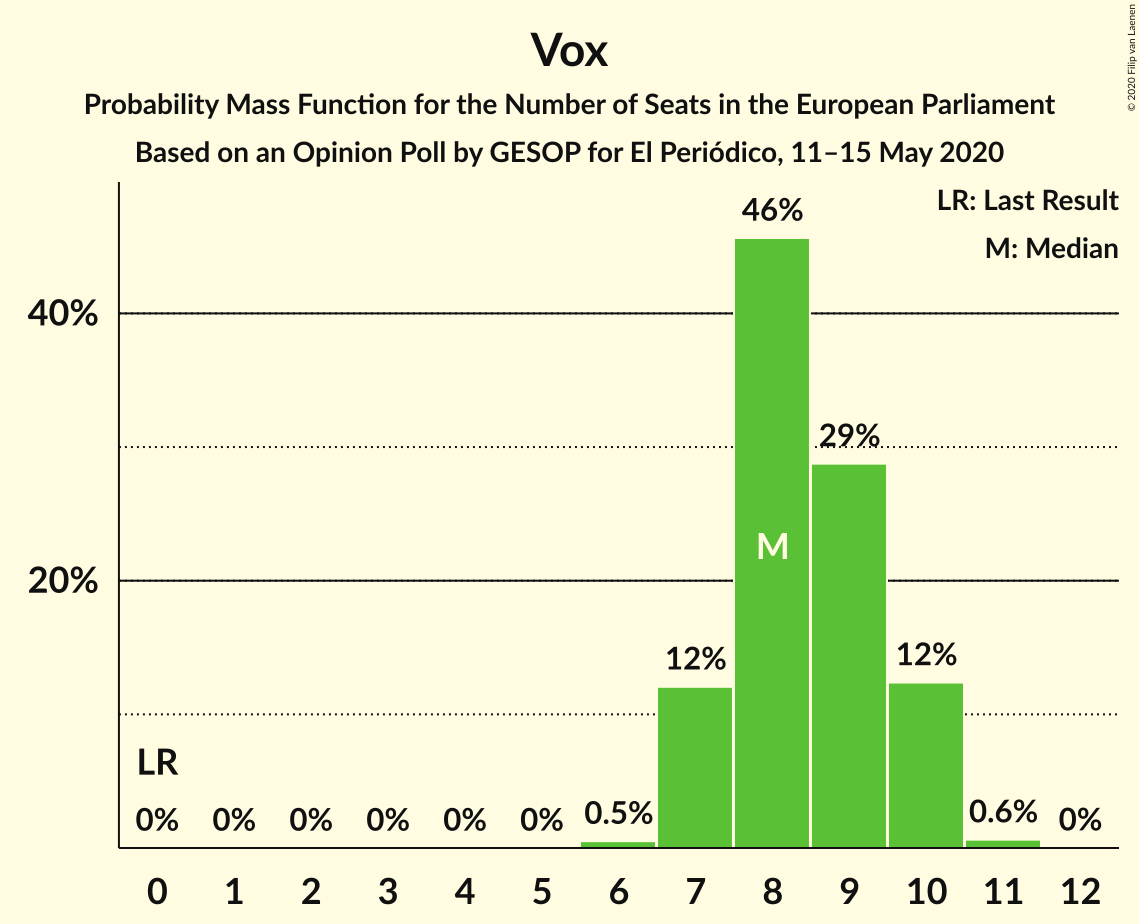 Vox
Probability Mass Function for the Number of Seats in the European Parliament
Based on an Opinion Poll by GESOP for El Periódico, 11–15 May 2020
© 2020 Filip van Laenen
LR: Last Result
M: Median
46%
40%
29%
M
20%
12%
12%
LR
0%
0%
0%
0%
0%
0%
0.5%
0.6%
0%
0 1 2 3 4 5 6 7 8 9 10 11 12